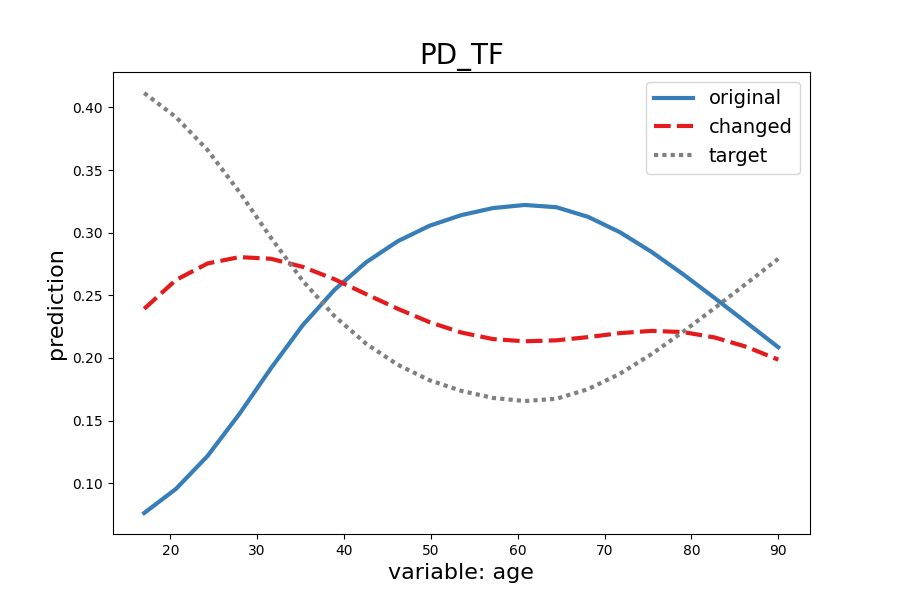 PD_TF
original
changed
target
prediction
0.40
0.35
0.30
0.25
0.20
0.15
0.10
20 30 40 50 60 70 80 90
variable: age